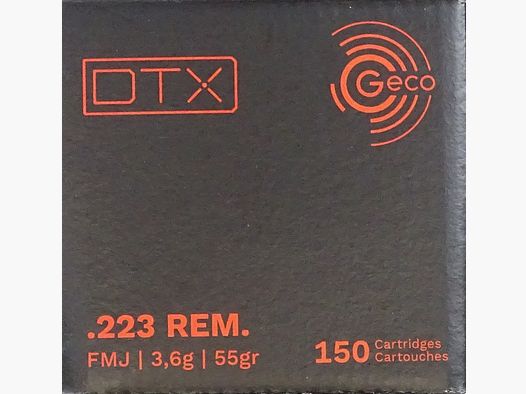 DTX
Geco
.223 REM.
FMJ | 3,6g | 55gr
150 Cartridges
Cartouches